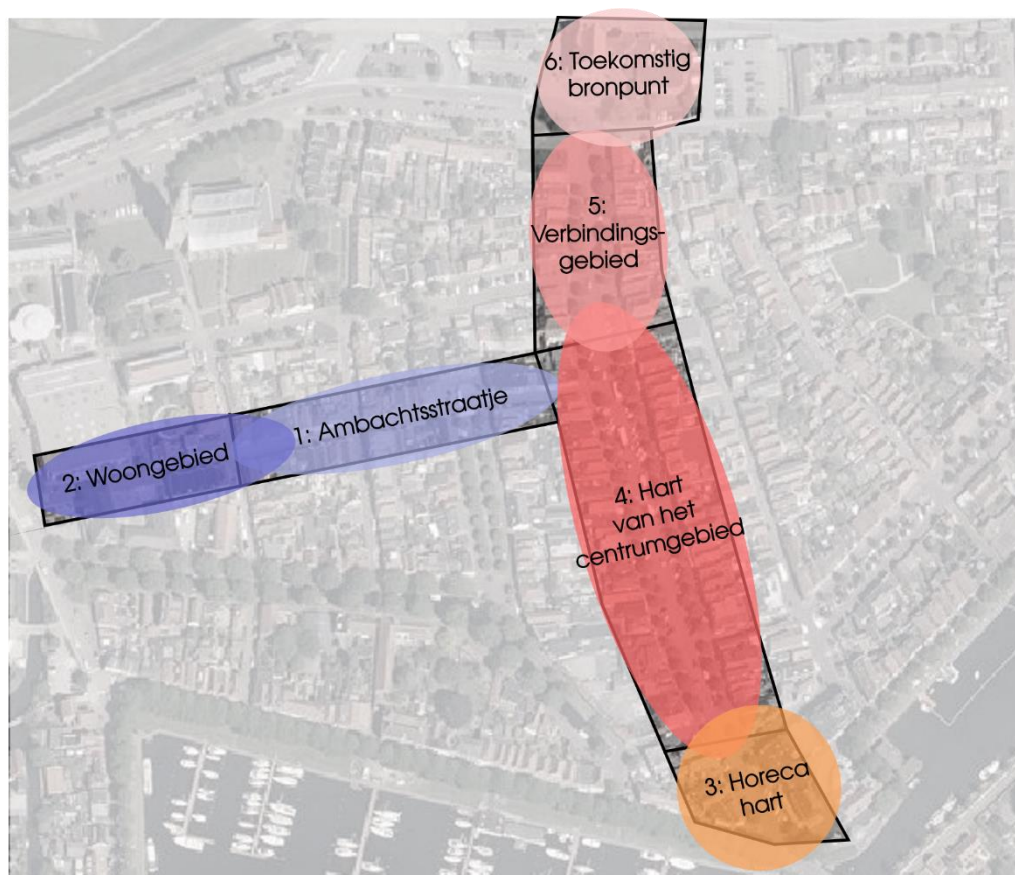 6: Toekomstig
bronpunt
5:
Verbindings-
gebied
1: Ambachtsstraatje
2: Woongebied
4: Hart
van het
centrumgebied
3: Horeca
hart